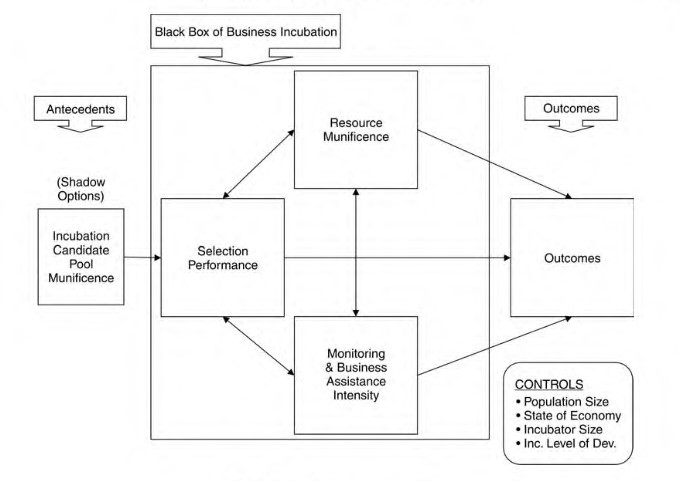 Black Box of Business Incubation
Antecedents
Outcomes
Resource
Munificence
(Shadow
Options)
Incubation
Candidate
Pool
Munificence
Selection
Performance
Outcomes
Monitoring
& Business
Assistance
Intensity
CONTROLS
• Population Size
• State of Economy
• Incubator Size
• Inc. Level of Dev.